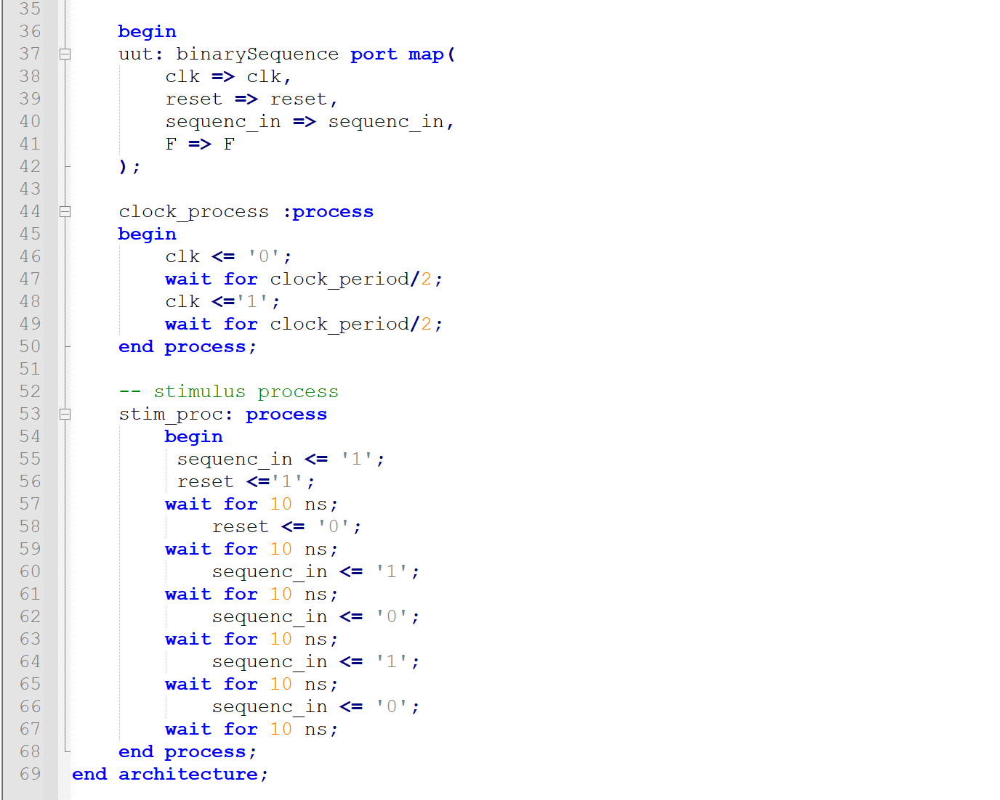 35
36 begin
37 uut: binarySequence port map(
38 clk => clk,
39 reset => reset,
40 sequenc_in => sequenc_in,
41 F => F
42 );
43
44 clock_process :process
45 begin
46 clk <= '0';
47 wait for clock_period/2;
48 clk <='1';
49 wait for clock_period/2;
50 end process;
51
52 -- stimulus process
53 stim_proc: process
54 begin
55 sequenc_in <= '1';
56 reset <='1';
57 wait for 10 ns;
58 reset <= '0';
59 wait for 10 ns;
60 sequenc_in <= '1';
61 wait for 10 ns;
62 sequenc_in <= '0';
63 wait for 10 ns;
64 sequenc_in <= '1';
65 wait for 10 ns;
66 sequenc_in <= '0';
67 wait for 10 ns;
68 end process;
69 end architecture;